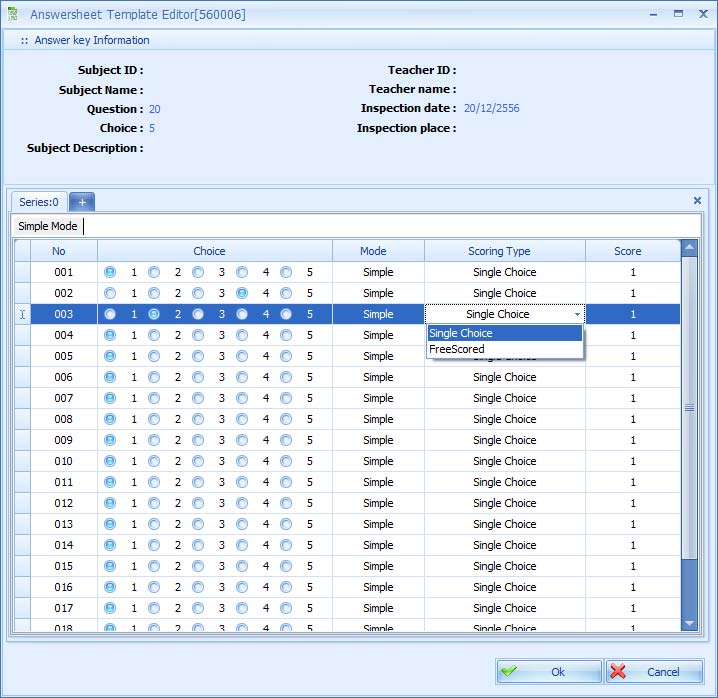 Answersheet Template Editor[560006]
:: Answer key Information
Subject ID : Teacher ID :
Subject Name : Teacher name :
Question : 20 Inspection date : 20/12/2556
Choice : 5 Inspection place :
Subject Description :
Series:0 +
Simple Mode
No Choice Mode Scoring Type Score
001 1 2 3 4 5 Simple Single Choice 1
002 1 2 3 4 5 Simple Single Choice 1
003 1 2 3 4 5 Simple Single Choice 1
004 1 2 3 4 5 Simple Single Choice 1
005 1 2 3 4 5 Simple FreeScored 1
006 1 2 3 4 5 Simple Single Choice 1
007 1 2 3 4 5 Simple Single Choice 1
008 1 2 3 4 5 Simple Single Choice 1
009 1 2 3 4 5 Simple Single Choice 1
010 1 2 3 4 5 Simple Single Choice 1
011 1 2 3 4 5 Simple Single Choice 1
012 1 2 3 4 5 Simple Single Choice 1
013 1 2 3 4 5 Simple Single Choice 1
014 1 2 3 4 5 Simple Single Choice 1
015 1 2 3 4 5 Simple Single Choice 1
016 1 2 3 4 5 Simple Single Choice 1
017 1 2 3 4 5 Simple Single Choice 1
018 1 2 3 4 5 Simple Single Choice 1
Ok Cancel